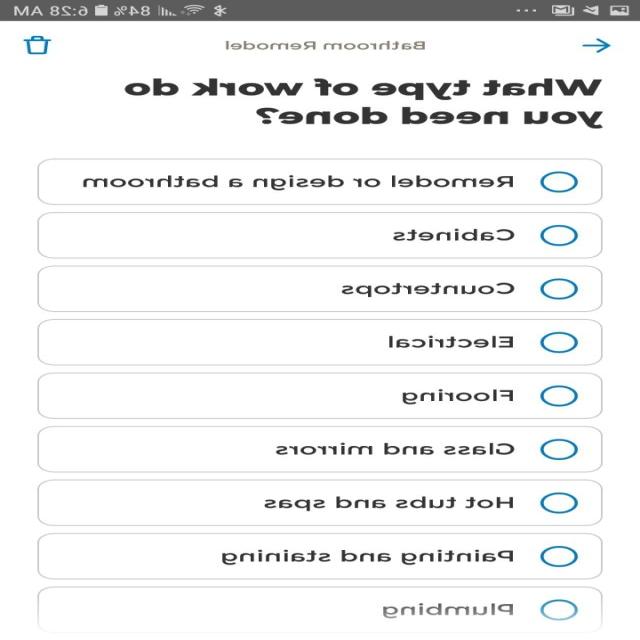 84% 6:28 AM
Bathroom Remodel
What type of work do
you need done?
Remodel or design a bathroom
Cabinets
Countertops
Electrical
Flooring
Glass and mirrors
Hot tubs and spas
Painting and staining
Plumbing